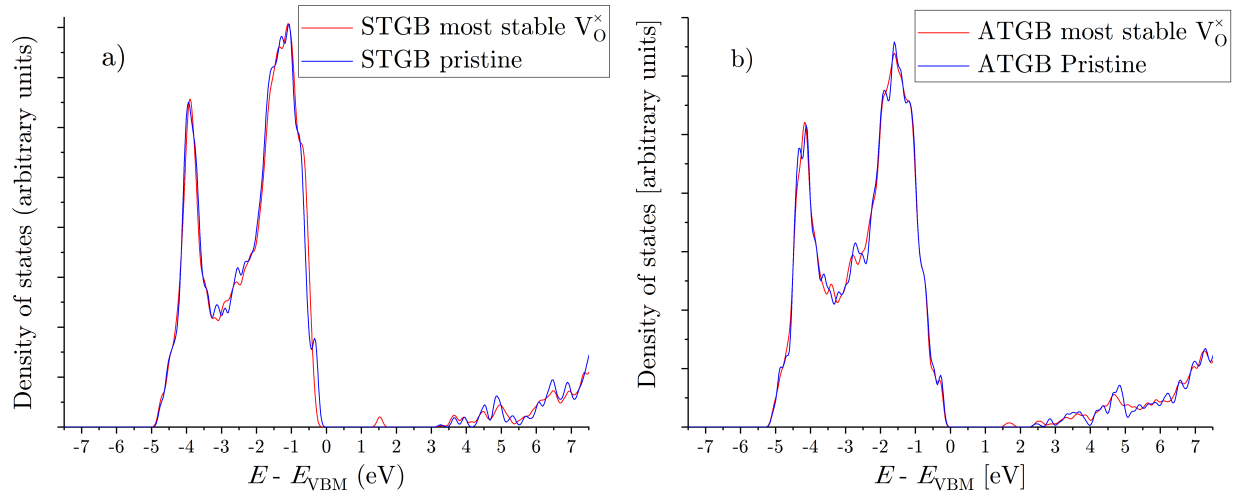 a)
STGB most stable V_O^×
STGB pristine
Density of states (arbitrary units)
-7 -6 -5 -4 -3 -2 -1 0 1 2 3 4 5 6 7
E - E_VBM (eV)
b)
ATGB most stable V_O^×
ATGB Pristine
Density of states [arbitrary units]
-7 -6 -5 -4 -3 -2 -1 0 1 2 3 4 5 6 7
E - E_VBM [eV]